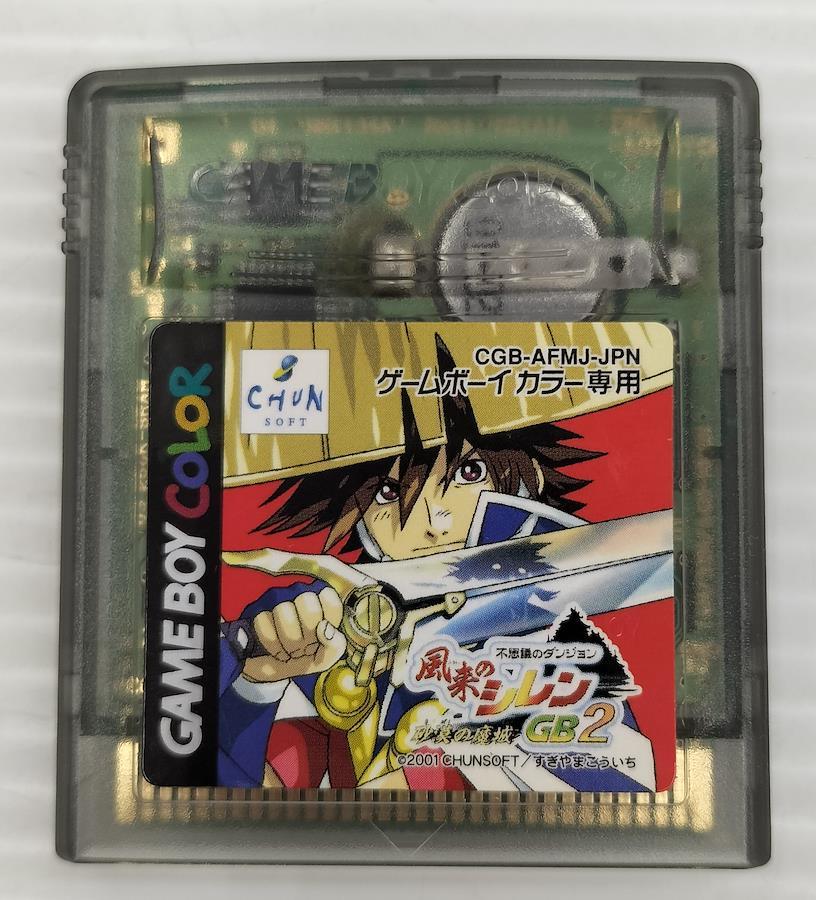 GAME BOY COLOR
GAME BOY COLOR
CHUN
SOFT
CGB-AFMJ-JPN
ゲームボーイカラー専用
不思議のダンジョン
風来の
シレン
GB2
砂漠の魔城
©2001 CHUNSOFT/すぎやまこういち